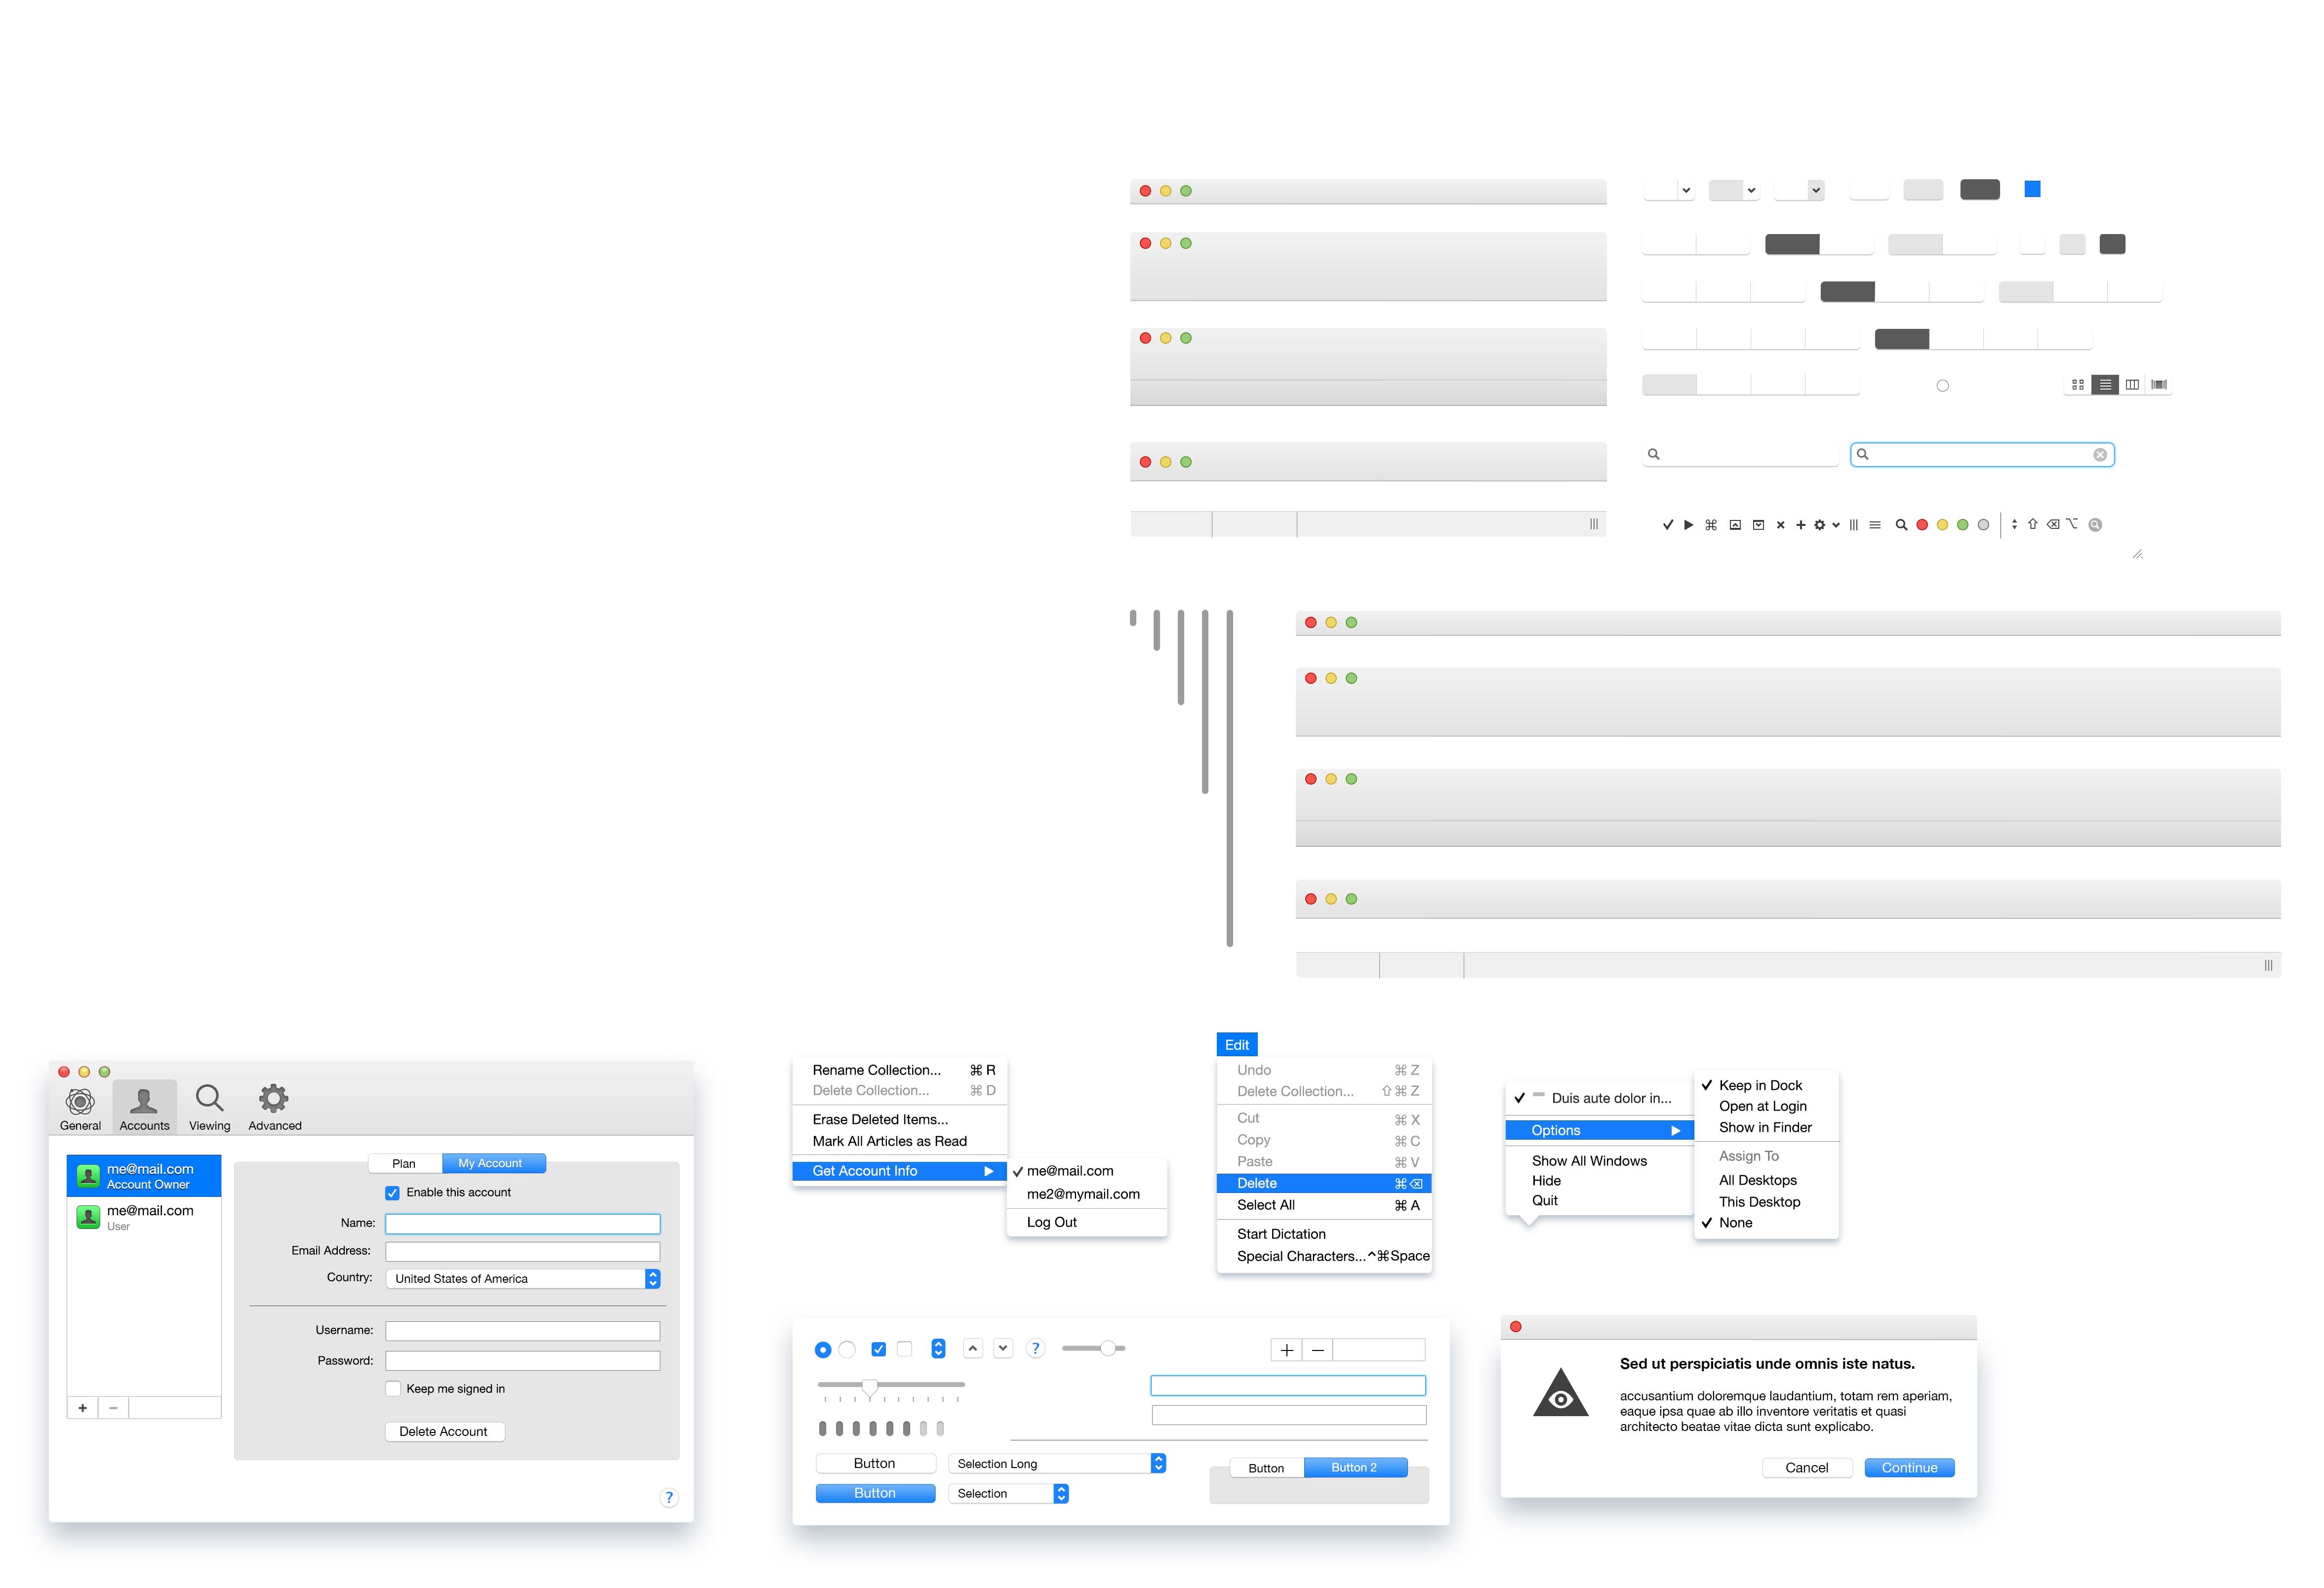 General
Accounts
Viewing
Advanced
me@mail.com
Account Owner
me@mail.com
User
Plan
My Account
Enable this account
Name:
Email Address:
Country:
United States of America
Username:
Password:
Keep me signed in
Delete Account
?
Rename Collection... ⌘ R
Delete Collection... ⌘ D
Erase Deleted Items...
Mark All Articles as Read
Get Account Info
me@mail.com
me2@mymail.com
Log Out
Edit
Undo ⌘ Z
Delete Collection... ⇧ ⌘ Z
Cut ⌘ X
Copy ⌘ C
Paste ⌘ V
Delete ⌘⌫
Select All ⌘ A
Start Dictation
Special Characters...^⌘Space
Duis aute dolor in...
Options
Show All Windows
Hide
Quit
Keep in Dock
Open at Login
Show in Finder
Assign To
All Desktops
This Desktop
None
?
Button
Selection Long
Button
Selection
Button
Button 2
Sed ut perspiciatis unde omnis iste natus.
accusantium doloremque laudantium, totam rem aperiam,
eaque ipsa quae ab illo inventore veritatis et quasi
architecto beatae vitae dicta sunt explicabo.
Cancel
Continue